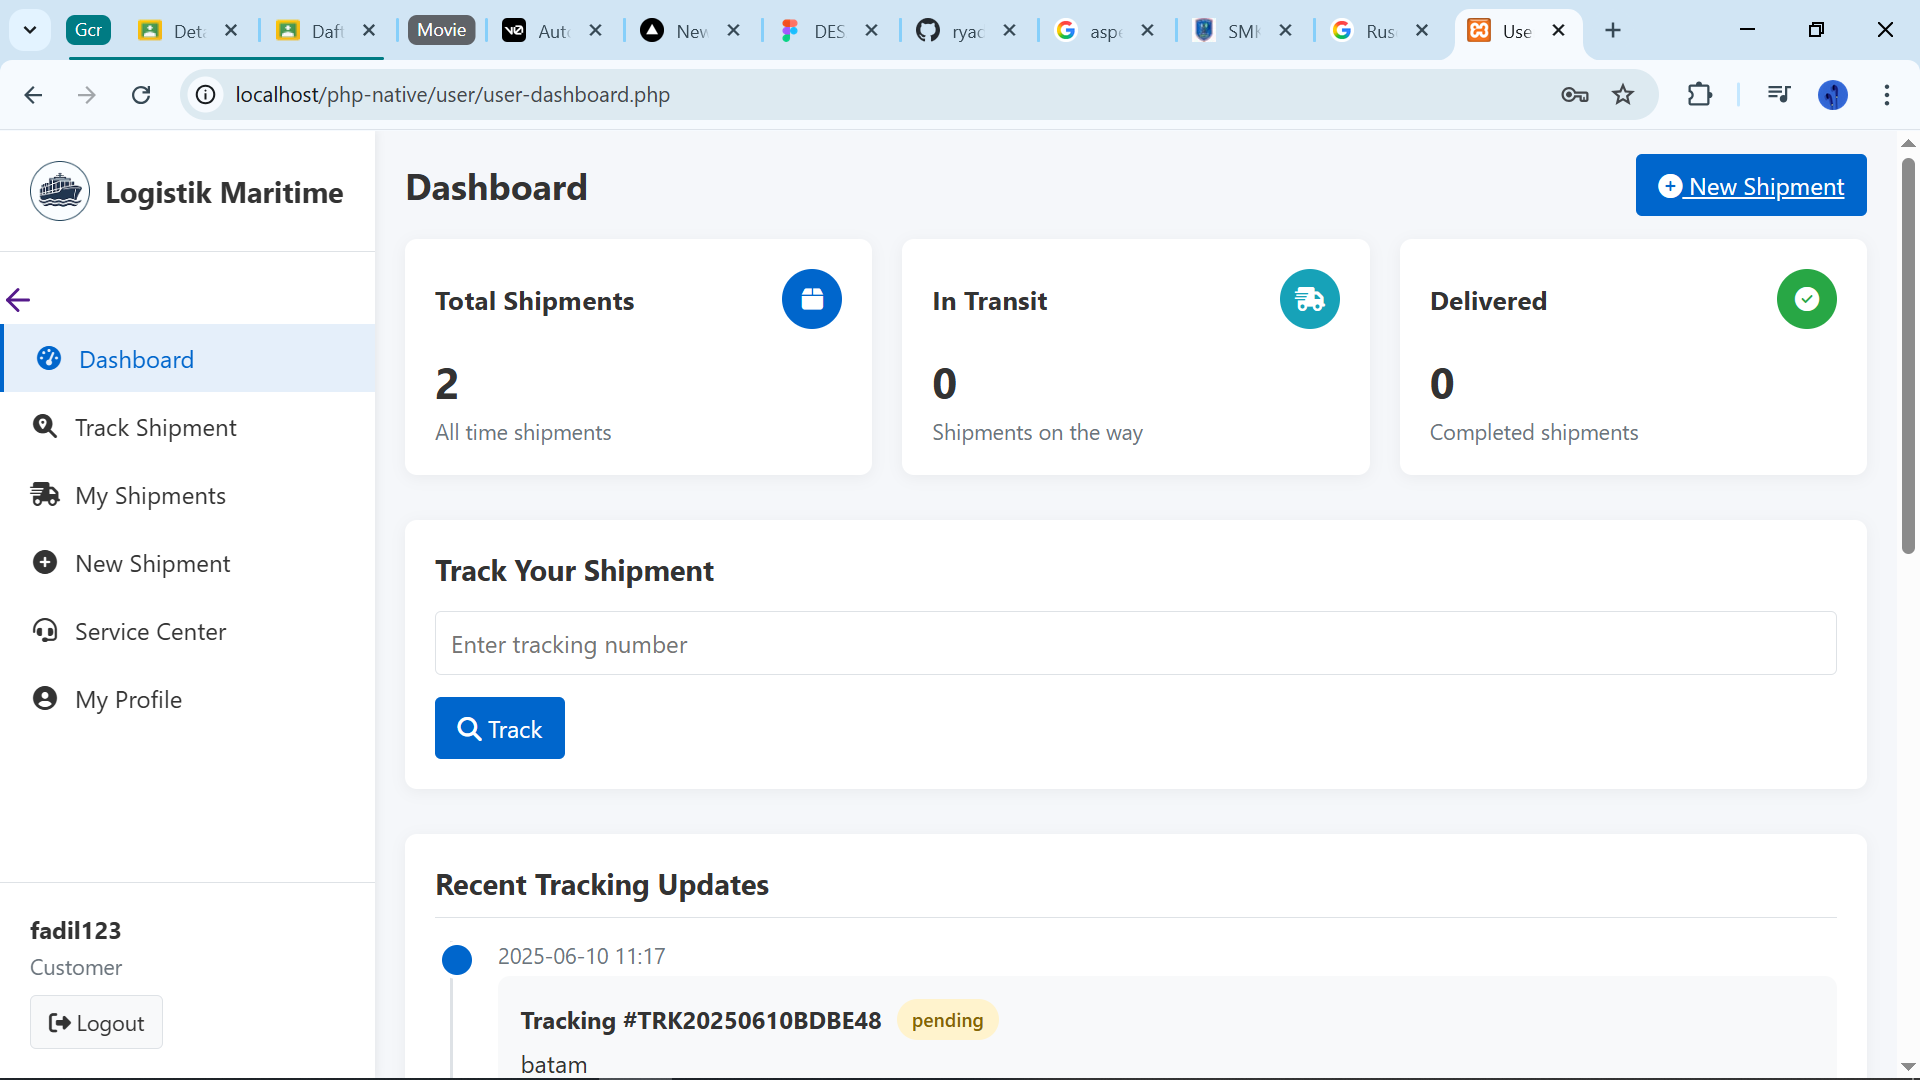 Gcr
Det
Daft
Movie
Aut
New
DES
ryac
asp
SMK
Rus
Use
localhost/php-native/user/user-dashboard.php
Logistik Maritime
Dashboard
Track Shipment
My Shipments
New Shipment
Service Center
My Profile
fadil123
Customer
Logout
Dashboard
New Shipment
Total Shipments
2
All time shipments
In Transit
0
Shipments on the way
Delivered
0
Completed shipments
Track Your Shipment
Enter tracking number
Track
Recent Tracking Updates
2025-06-10 11:17
Tracking #TRK20250610BDBE48 pending
batam